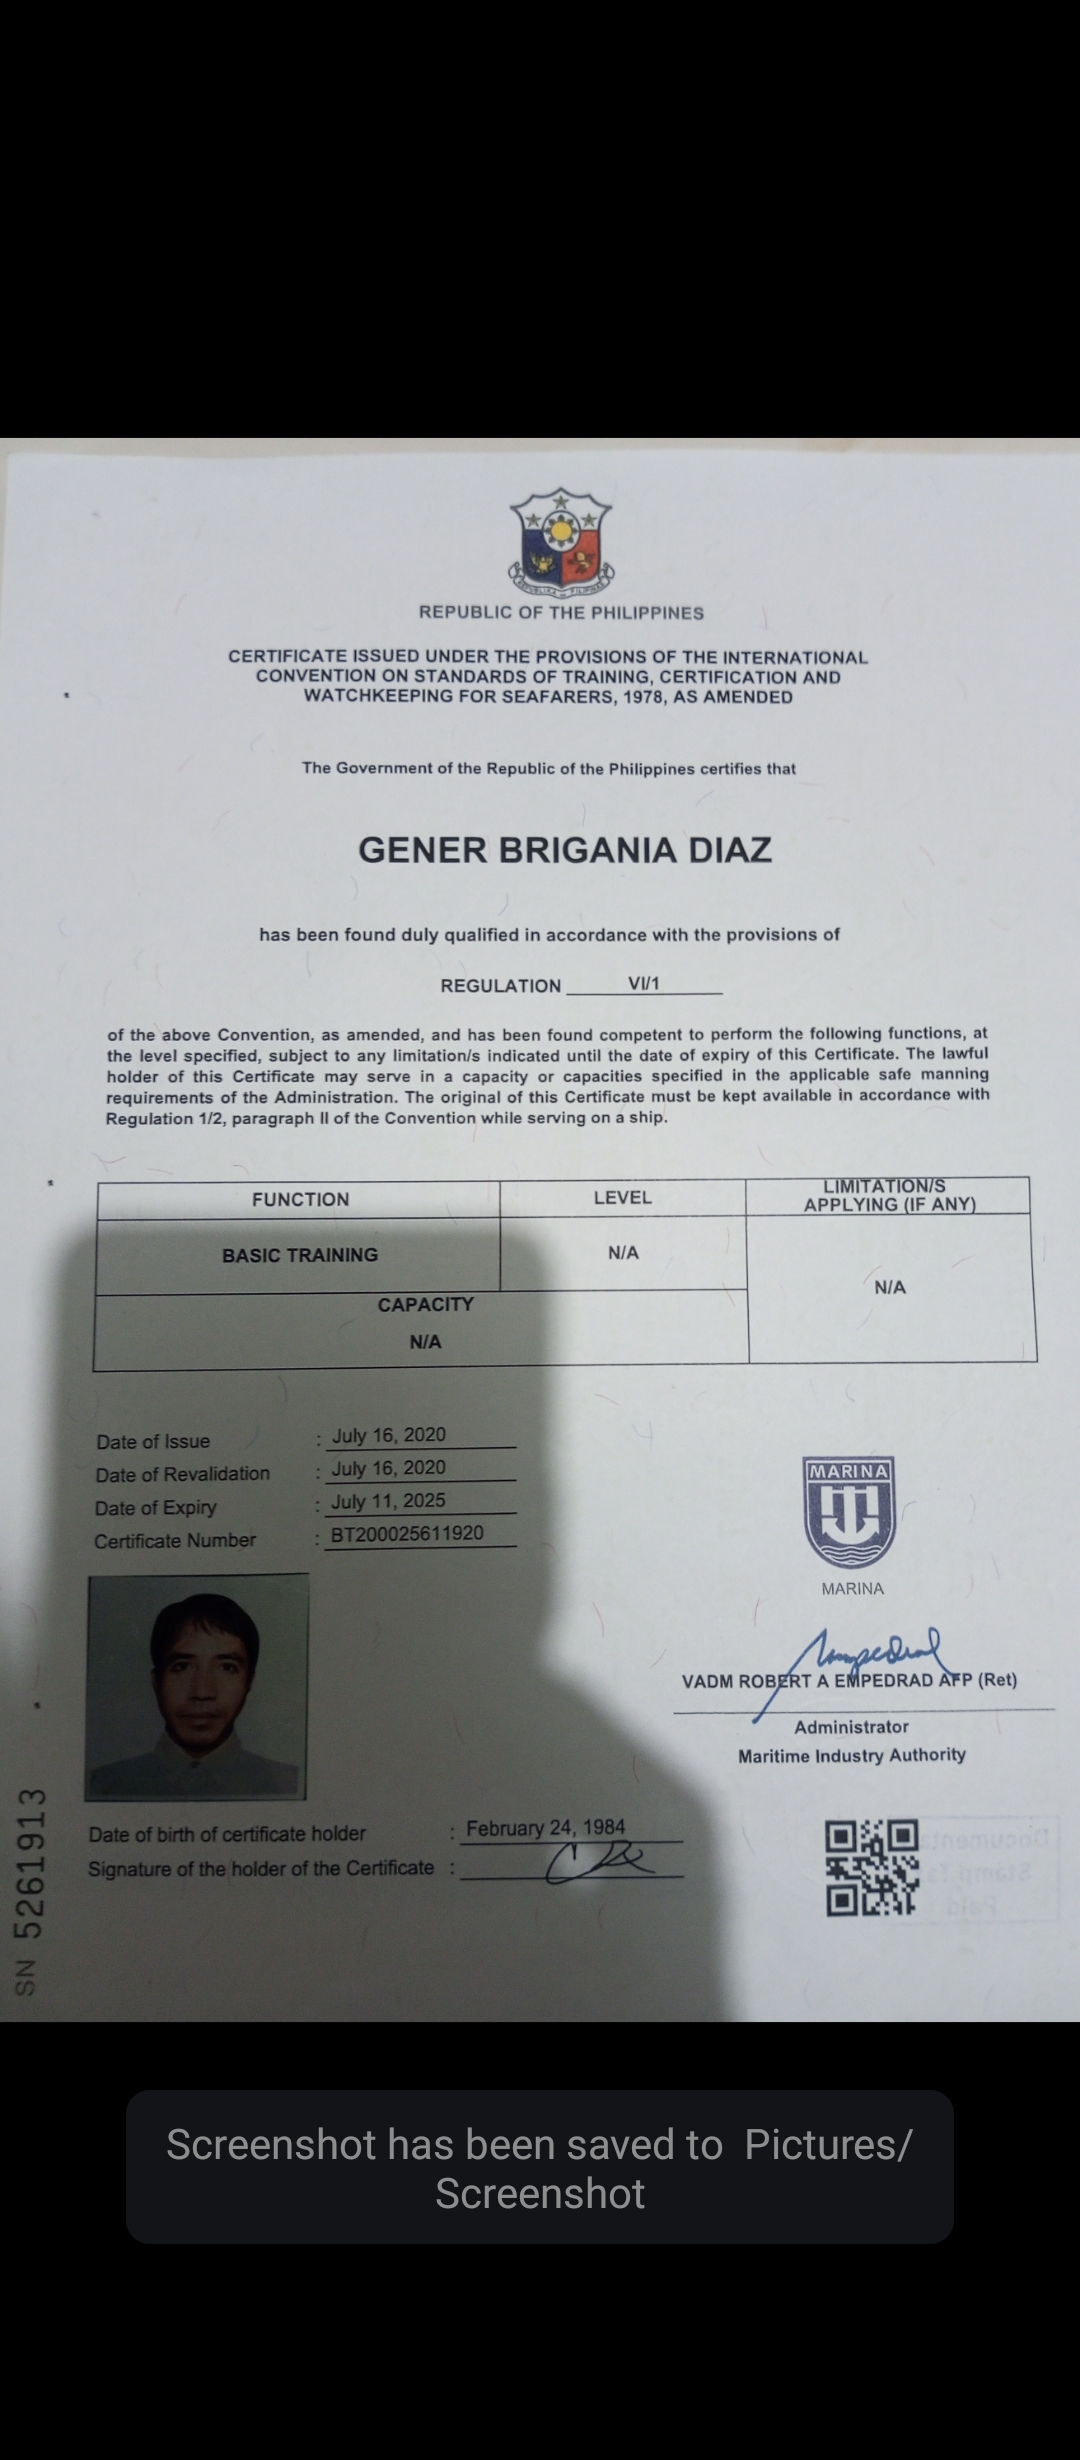 REPUBLIC OF THE PHILIPPINES
CERTIFICATE ISSUED UNDER THE PROVISIONS OF THE INTERNATIONAL
CONVENTION ON STANDARDS OF TRAINING, CERTIFICATION AND
WATCHKEEPING FOR SEAFARERS, 1978, AS AMENDED
The Government of the Republic of the Philippines certifies that
GENER BRIGANIA DIAZ
has been found duly qualified in accordance with the provisions of
REGULATION VI/1
of the above Convention, as amended, and has been found competent to perform the following functions, at
the level specified, subject to any limitation/s indicated until the date of expiry of this Certificate. The lawful
holder of this Certificate may serve in a capacity or capacities specified in the applicable safe manning
requirements of the Administration. The original of this Certificate must be kept available in accordance with
Regulation 1/2, paragraph II of the Convention while serving on a ship.
FUNCTION LEVEL LIMITATION/S
APPLYING (IF ANY)
BASIC TRAINING N/A N/A
CAPACITY
N/A
Date of Issue : July 16, 2020
Date of Revalidation : July 16, 2020
Date of Expiry : July 11, 2025
Certificate Number : BT200025611920
MARINA
MARINA
VADM ROBERT A EMPEDRAD AFP (Ret)
Administrator
Maritime Industry Authority
Date of birth of certificate holder : February 24, 1984
Signature of the holder of the Certificate :
SN 5261913
Screenshot has been saved to Pictures/
Screenshot